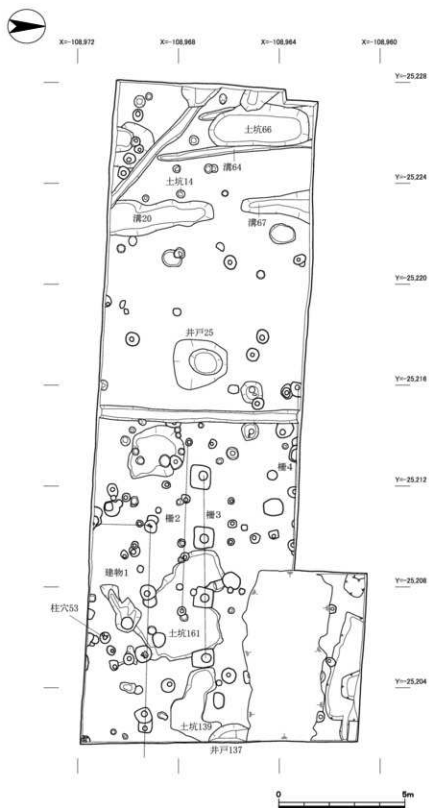 X=-108,972 X=-108,968 X=-108,964 X=-108,960
Y=-25,228
土坑66
溝64
土坑14
Y=-25,224
溝20
溝67
Y=-25,220
井戸25
Y=-25,216
柵4
Y=-25,212
柵2
柵3
建物1
Y=-25,208
柱穴53
土坑161
Y=-25,204
土坑139
井戸137
0 5m